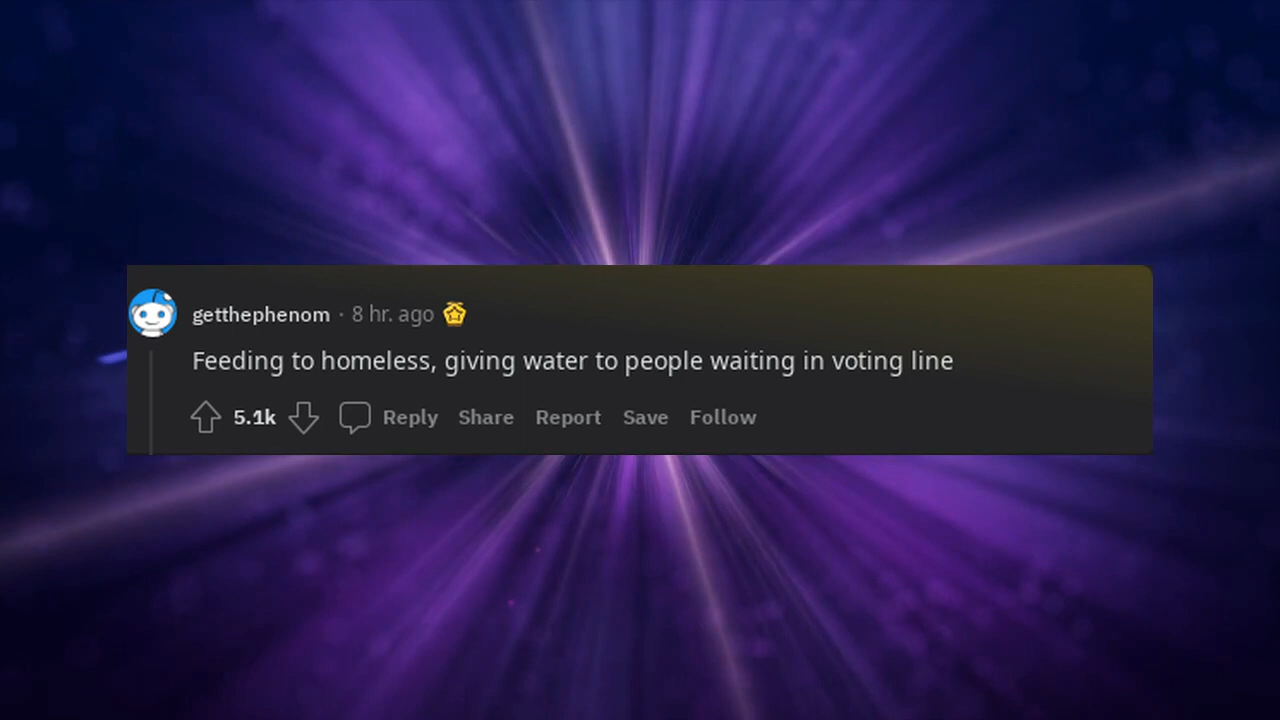 getthephenom · 8 hr. ago
Feeding to homeless, giving water to people waiting in voting line
5.1k Reply Share Report Save Follow